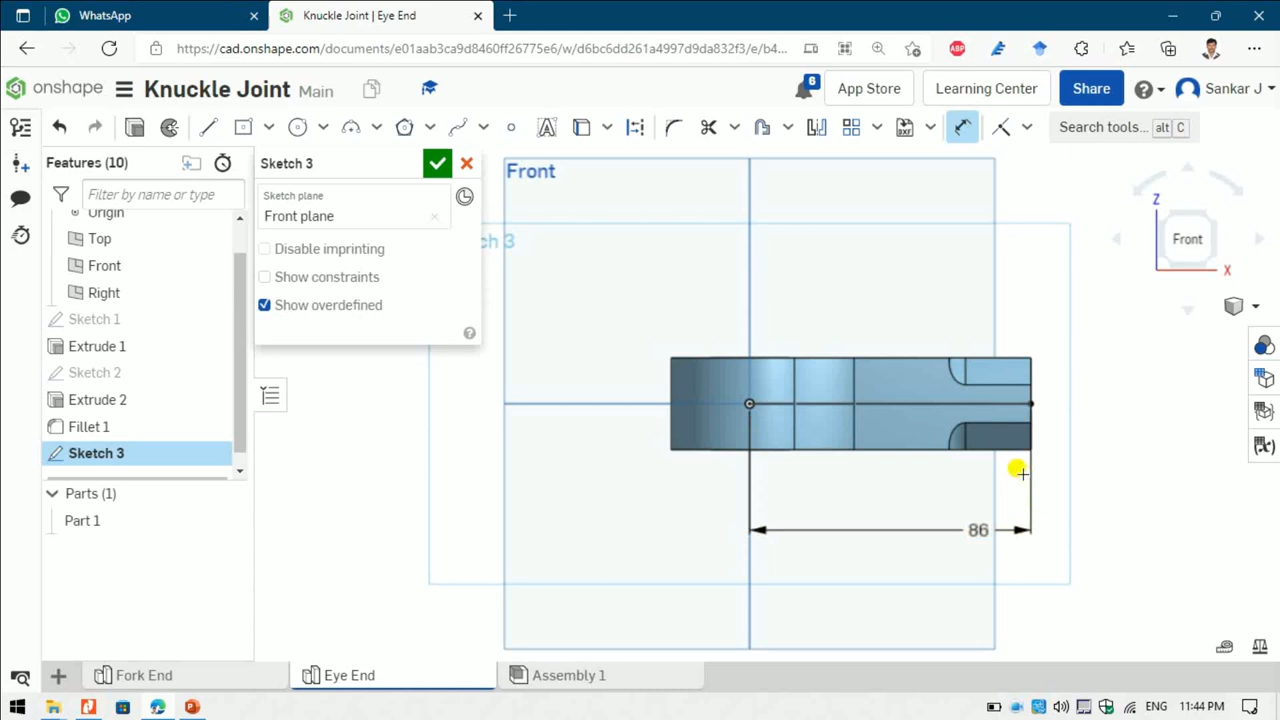 WhatsApp
Knuckle Joint | Eye End
https://cad.onshape.com/documents/e01aab3ca9d8460ff26775e6/w/d6bc6dd261a4997d9da832f3/e/b4...
ABP
onshape
Knuckle Joint
Main
6
App Store
Learning Center
Share
Sankar J
DXF
Search tools...
alt
C
Features (10)
Filter by name or type
Origin
Top
Front
Right
Sketch 1
Extrude 1
Sketch 2
Extrude 2
Fillet 1
Sketch 3
Parts (1)
Part 1
Sketch 3
Sketch plane
Front plane
Disable imprinting
Show constraints
Show overdefined
Front
ch 3
86
Z
Front
X
(x)
Fork End
Eye End
Assembly 1
ENG
11:44 PM